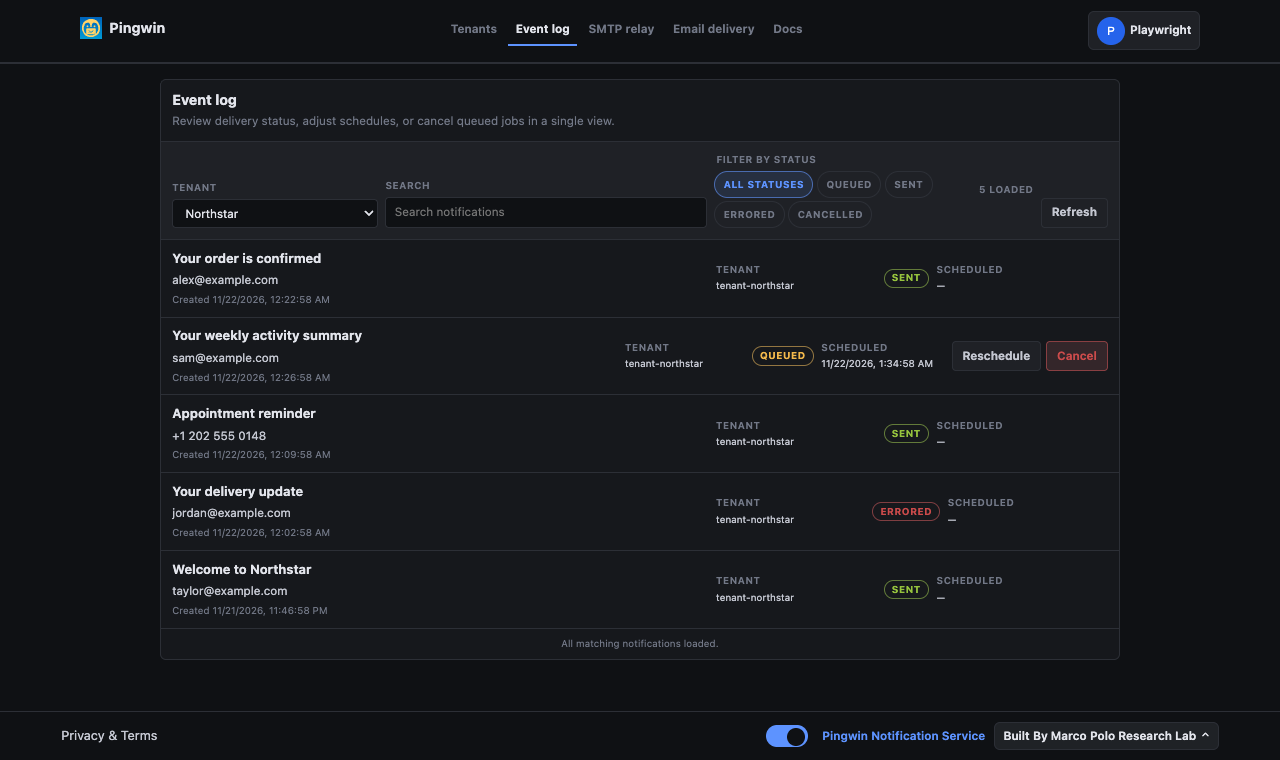 Pingwin
Tenants
Event log
SMTP relay
Email delivery
Docs
P
Playwright
Event log
Review delivery status, adjust schedules, or cancel queued jobs in a single view.
TENANT
Northstar
SEARCH
Search notifications
FILTER BY STATUS
ALL STATUSES
QUEUED
SENT
ERRORED
CANCELLED
5 LOADED
Refresh
Your order is confirmed
alex@example.com
Created 11/22/2026, 12:22:58 AM
TENANT
tenant-northstar
SENT
SCHEDULED
—
Your weekly activity summary
sam@example.com
Created 11/22/2026, 12:26:58 AM
TENANT
tenant-northstar
QUEUED
SCHEDULED
11/22/2026, 1:34:58 AM
Reschedule
Cancel
Appointment reminder
+1 202 555 0148
Created 11/22/2026, 12:09:58 AM
TENANT
tenant-northstar
SENT
SCHEDULED
—
Your delivery update
jordan@example.com
Created 11/22/2026, 12:02:58 AM
TENANT
tenant-northstar
ERRORED
SCHEDULED
—
Welcome to Northstar
taylor@example.com
Created 11/21/2026, 11:46:58 PM
TENANT
tenant-northstar
SENT
SCHEDULED
—
All matching notifications loaded.
Privacy & Terms
Pingwin Notification Service
Built By Marco Polo Research Lab